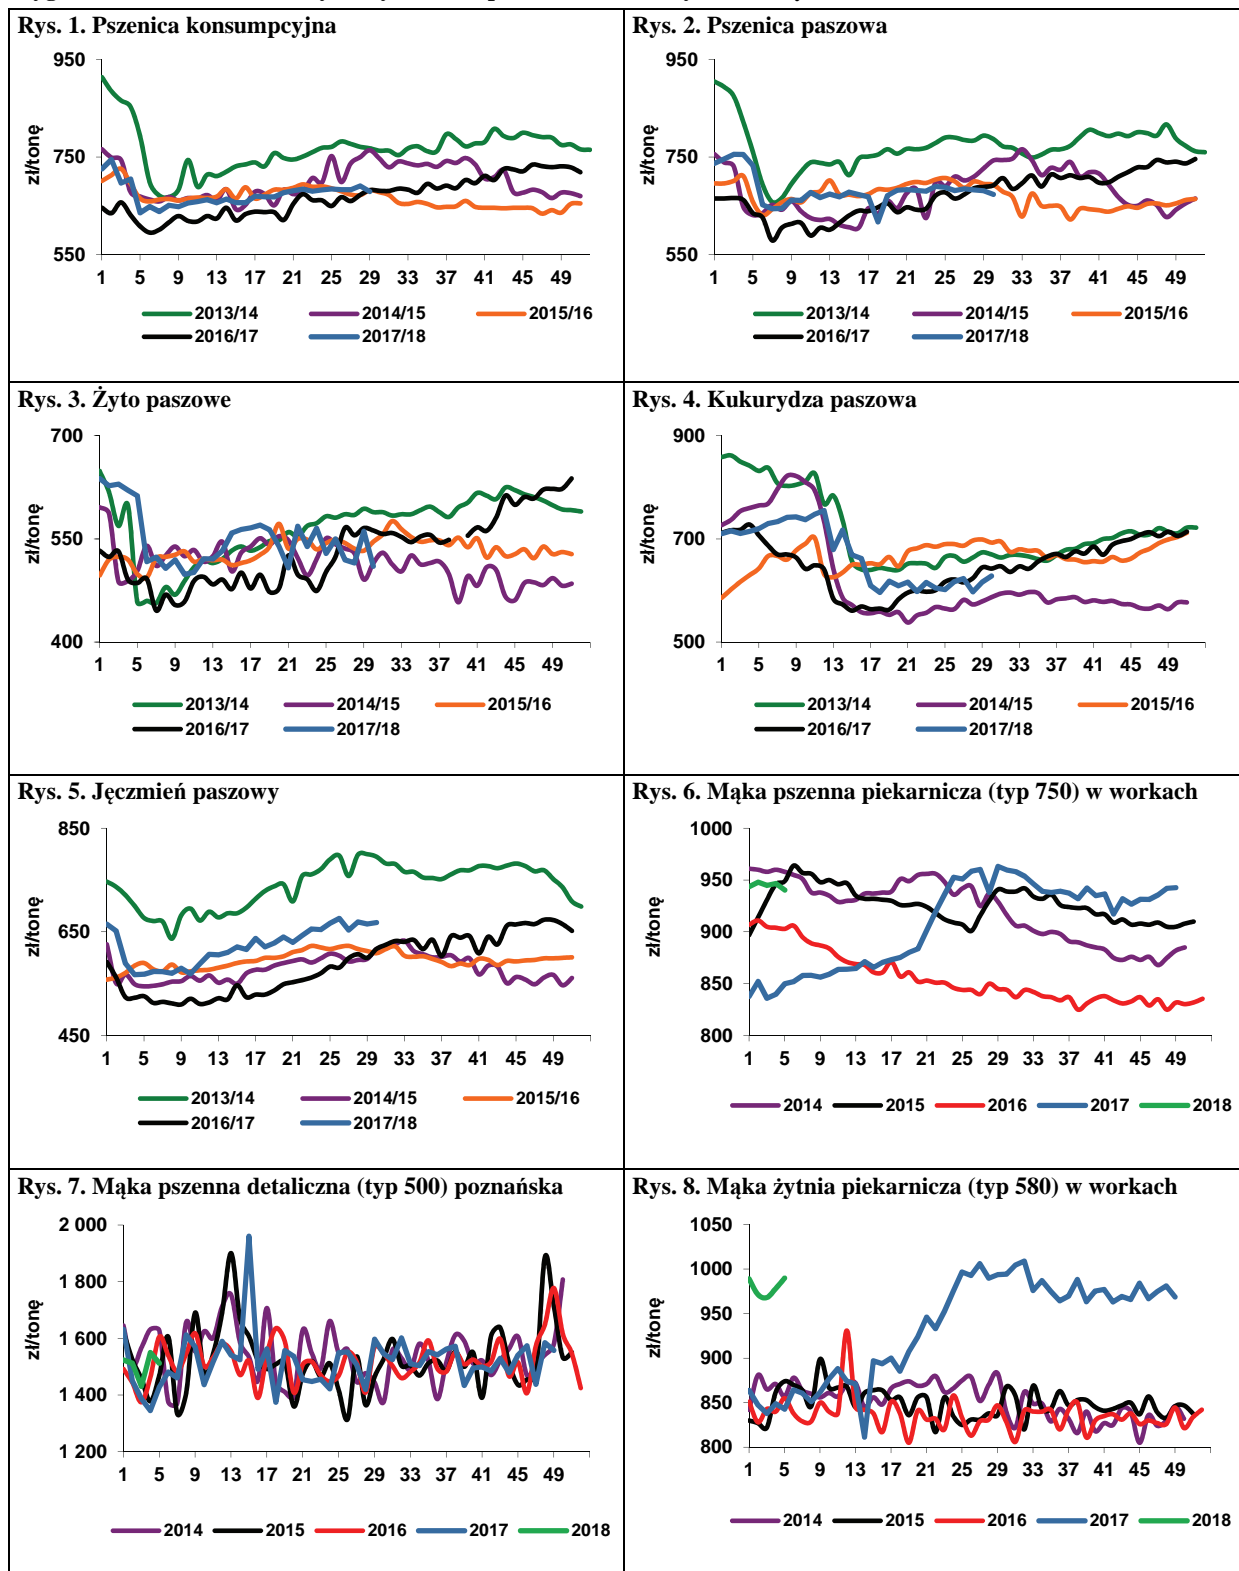 Rys. 1. Pszenica konsumpcyjna
zł/tonę
950
750
550
1 5 9 13 17 21 25 29 33 37 41 45 49
2013/14 2014/15 2015/16
2016/17 2017/18
Rys. 2. Pszenica paszowa
zł/tonę
950
750
550
1 5 9 13 17 21 25 29 33 37 41 45 49
2013/14 2014/15 2015/16
2016/17 2017/18
Rys. 3. Żyto paszowe
zł/tonę
700
550
400
1 5 9 13 17 21 25 29 33 37 41 45 49
2013/14 2014/15 2015/16
2016/17 2017/18
Rys. 4. Kukurydza paszowa
zł/tonę
900
700
500
1 5 9 13 17 21 25 29 33 37 41 45 49
2013/14 2014/15 2015/16
2016/17 2017/18
Rys. 5. Jęczmień paszowy
zł/tonę
850
650
450
1 5 9 13 17 21 25 29 33 37 41 45 49
2013/14 2014/15 2015/16
2016/17 2017/18
Rys. 6. Mąka pszenna piekarnicza (typ 750) w workach
zł/tonę
1000
950
900
850
800
1 5 9 13 17 21 25 29 33 37 41 45 49
2014 2015 2016 2017 2018
Rys. 7. Mąka pszenna detaliczna (typ 500) poznańska
zł/tonę
2 000
1 800
1 600
1 400
1 200
1 5 9 13 17 21 25 29 33 37 41 45 49
2014 2015 2016 2017 2018
Rys. 8. Mąka żytnia piekarnicza (typ 580) w workach
zł/tonę
1050
1000
950
900
850
800
1 5 9 13 17 21 25 29 33 37 41 45 49
2014 2015 2016 2017 2018